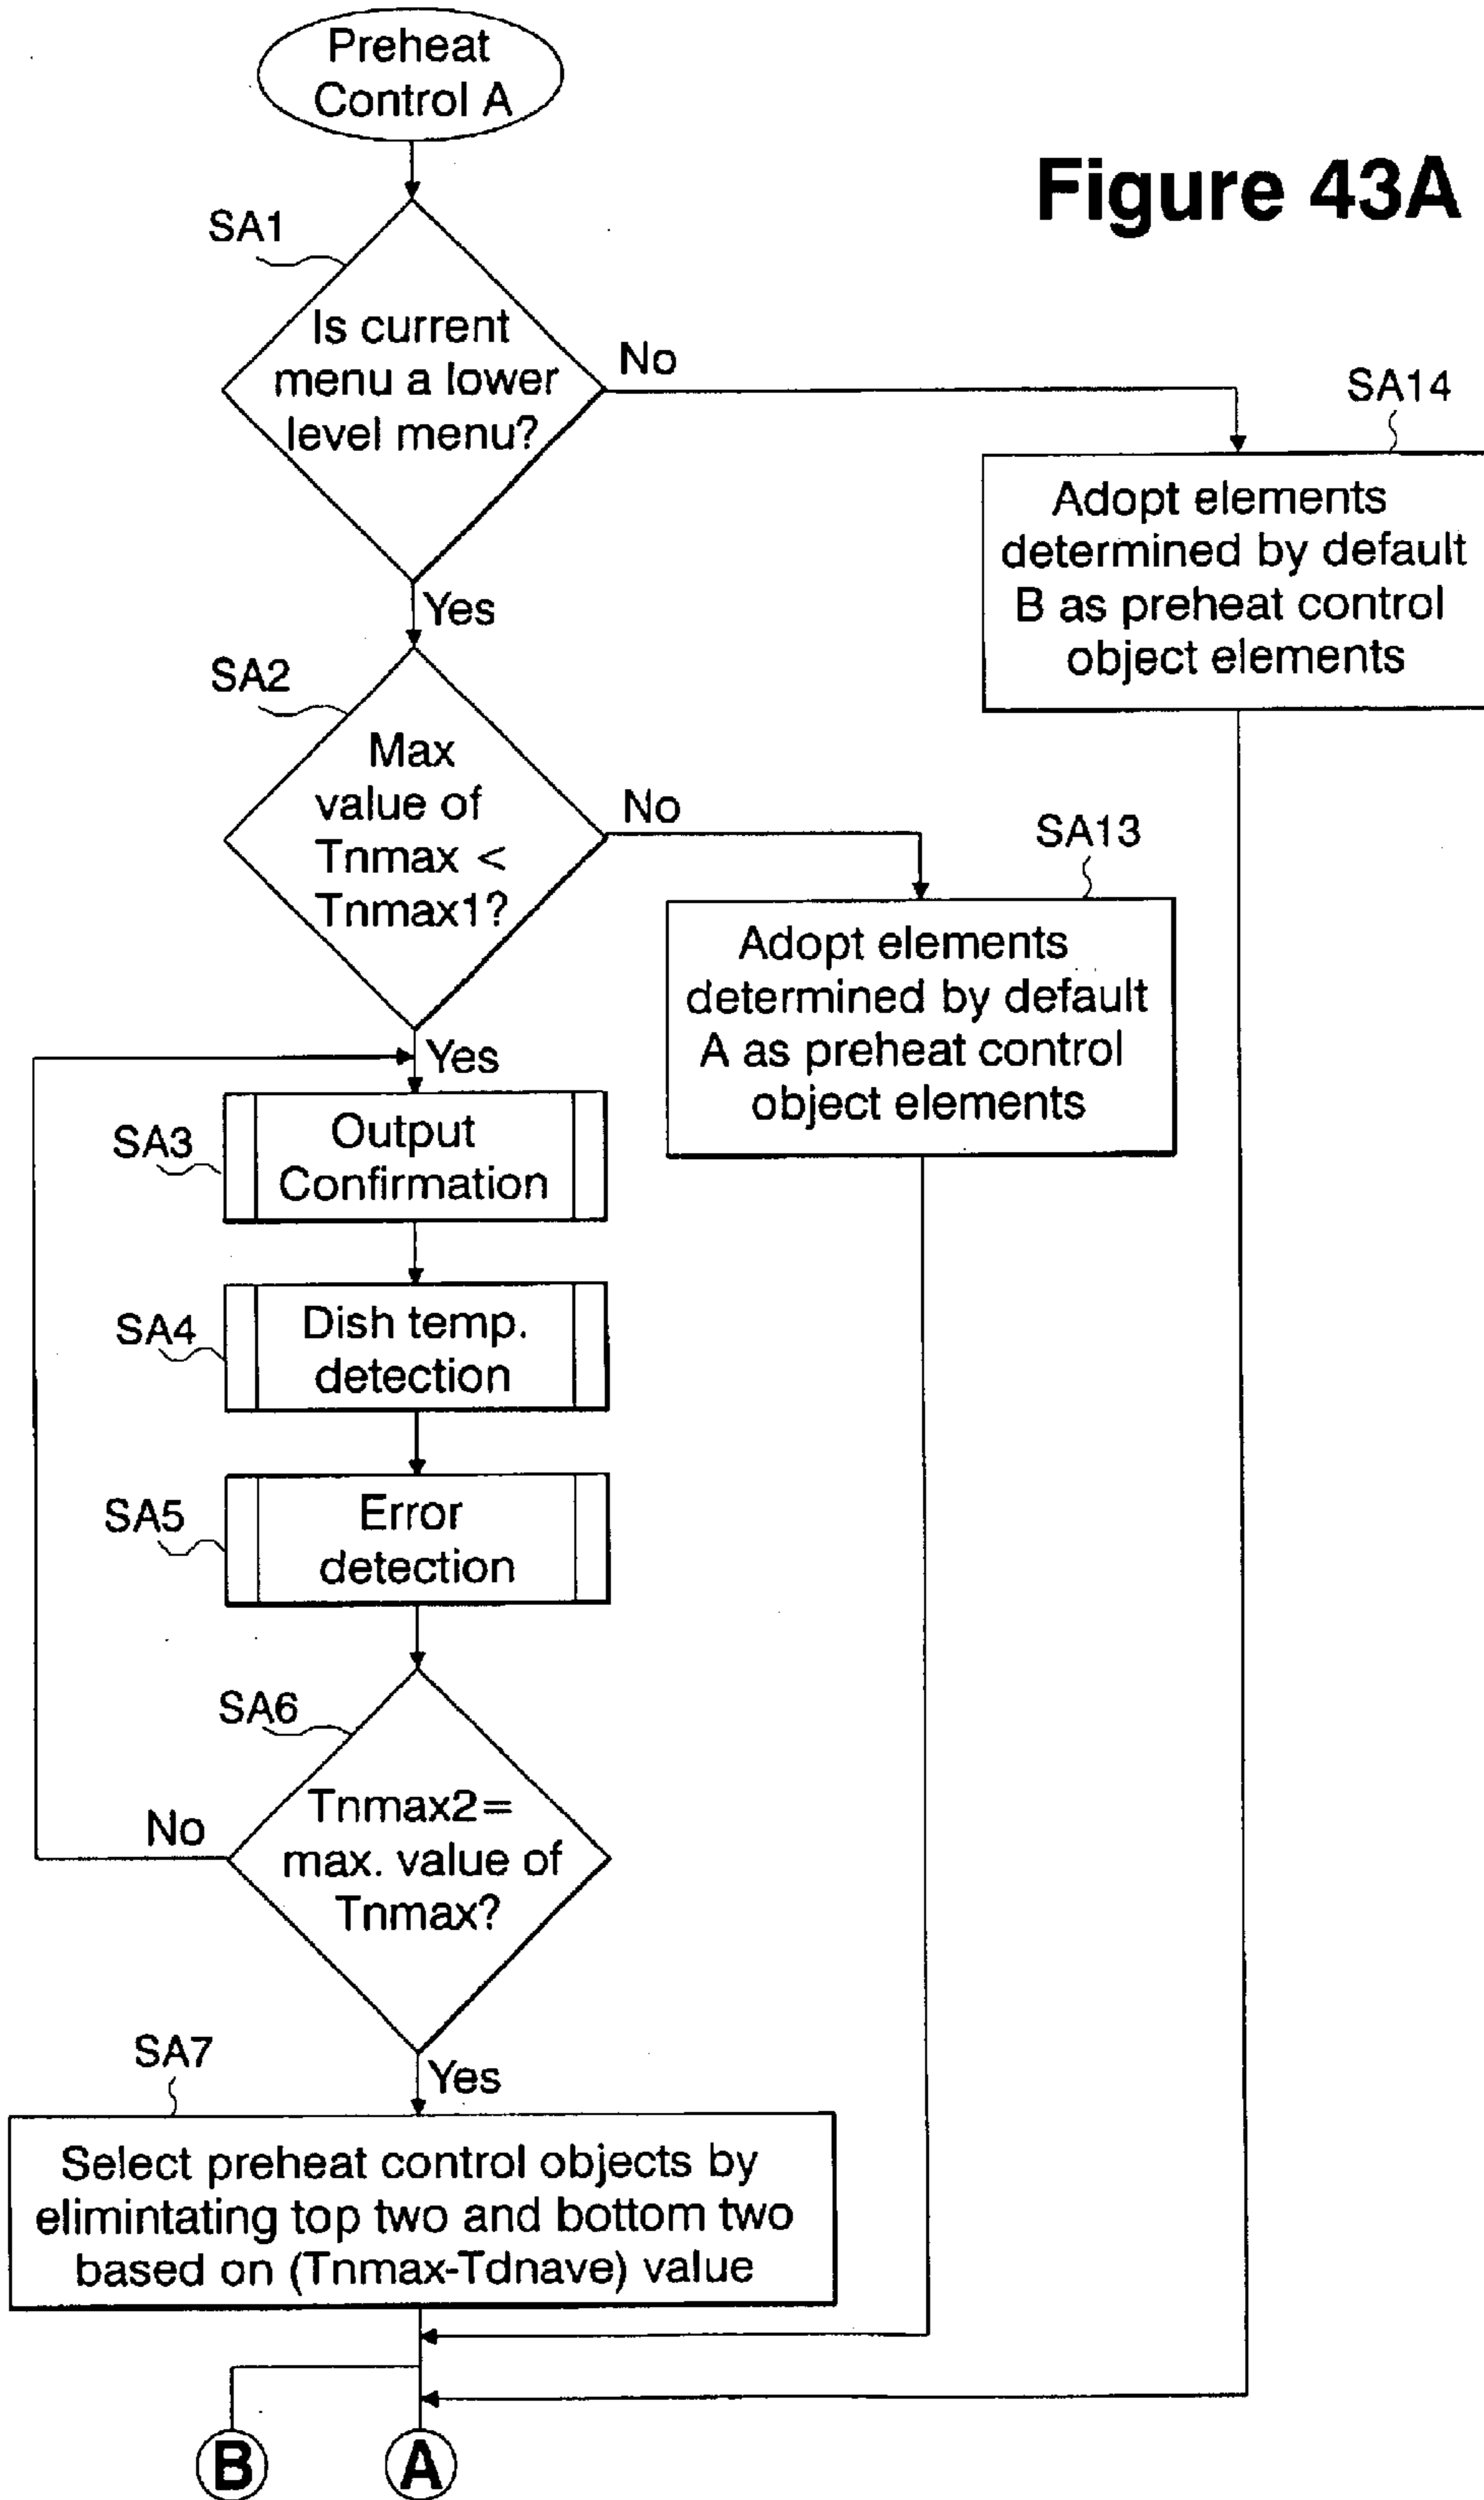 Preheat
Control A
Figure 43A
SA1
Is current
menu a lower
level menu?
No
SA14
Adopt elements
determined by default
B as preheat control
object elements
Yes
SA2
Max
value of
Tnmax <
Tnmax1?
No
SA13
Adopt elements
determined by default
A as preheat control
object elements
Yes
SA3
Output
Confirmation
SA4
Dish temp.
detection
SA5
Error
detection
SA6
Tnmax2=
max. value of
Tnmax?
No
Yes
SA7
Select preheat control objects by
elimintating top two and bottom two
based on (Tnmax-Tdnave) value
B
A